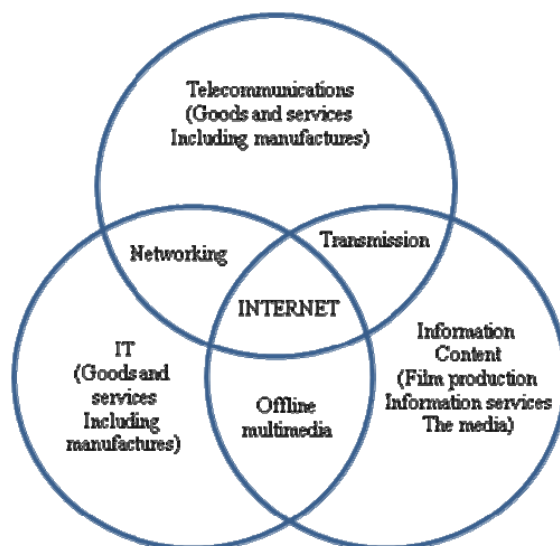 Telecommunications
(Goods and services
Including manufactures)
Networking
Transmission
INTERNET
IT
(Goods and
services
Including
manufactures)
Information
Content
(Film production
Information services
The media)
Offline
multimedia